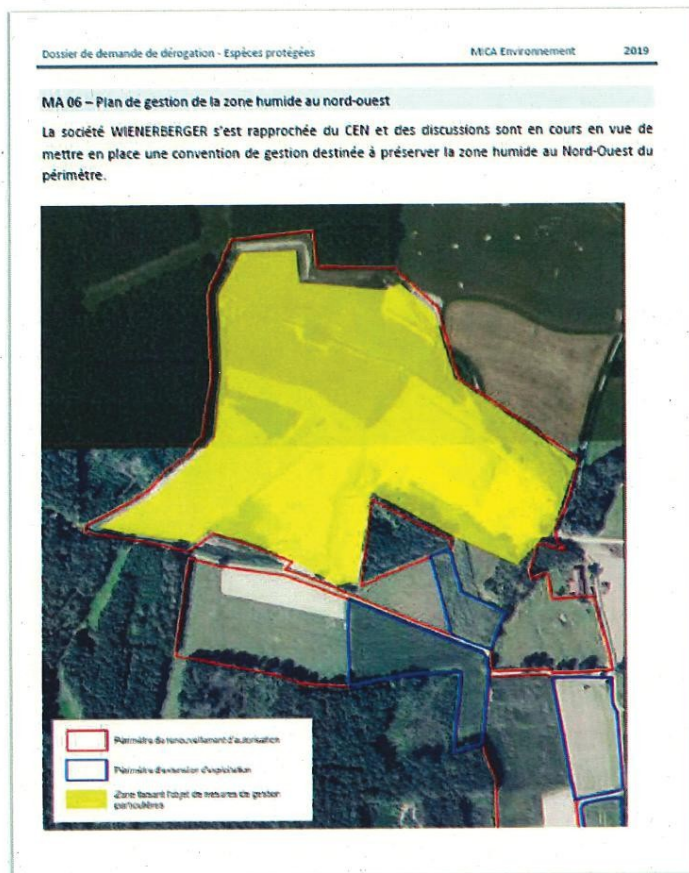 Dossier de demande de dérogation - Espèces protégées MICA Environnement 2019
MA 06 – Plan de gestion de la zone humide au nord-ouest
La société WIENERBERGER s'est rapprochée du CEN et des discussions sont en cours en vue de
mettre en place une convention de gestion destinée à préserver la zone humide au Nord-Ouest du
périmètre.
Périmètre de renouvellement d'autorisation
Périmètre d'extension d'exploitation
Zone faisant l'objet de mesures de gestion
particulières